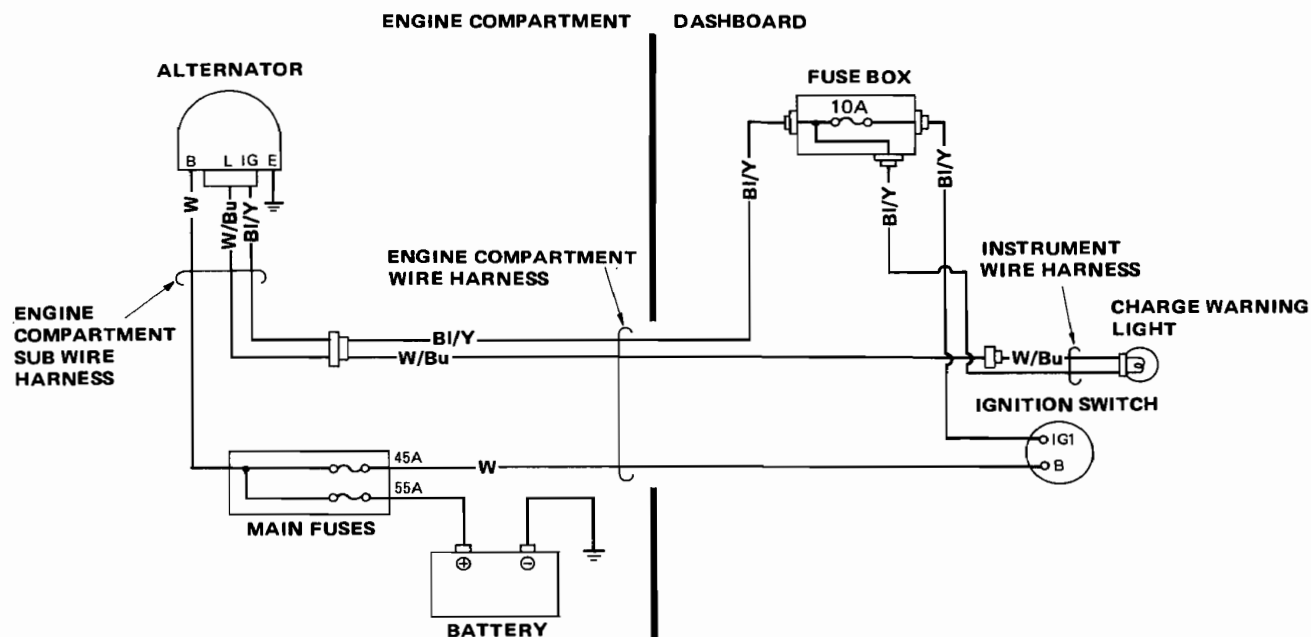 ENGINE COMPARTMENT
DASHBOARD
ALTERNATOR
B L IG E
W
W/Bu
Bl/Y
FUSE BOX
10A
Bl/Y
Bl/Y
Bl/Y
ENGINE
COMPARTMENT
SUB WIRE
HARNESS
ENGINE COMPARTMENT
WIRE HARNESS
INSTRUMENT
WIRE HARNESS
CHARGE WARNING
LIGHT
Bl/Y
W/Bu
W/Bu
IGNITION SWITCH
IG1
B
45A
W
55A
MAIN FUSES
+ −
BATTERY